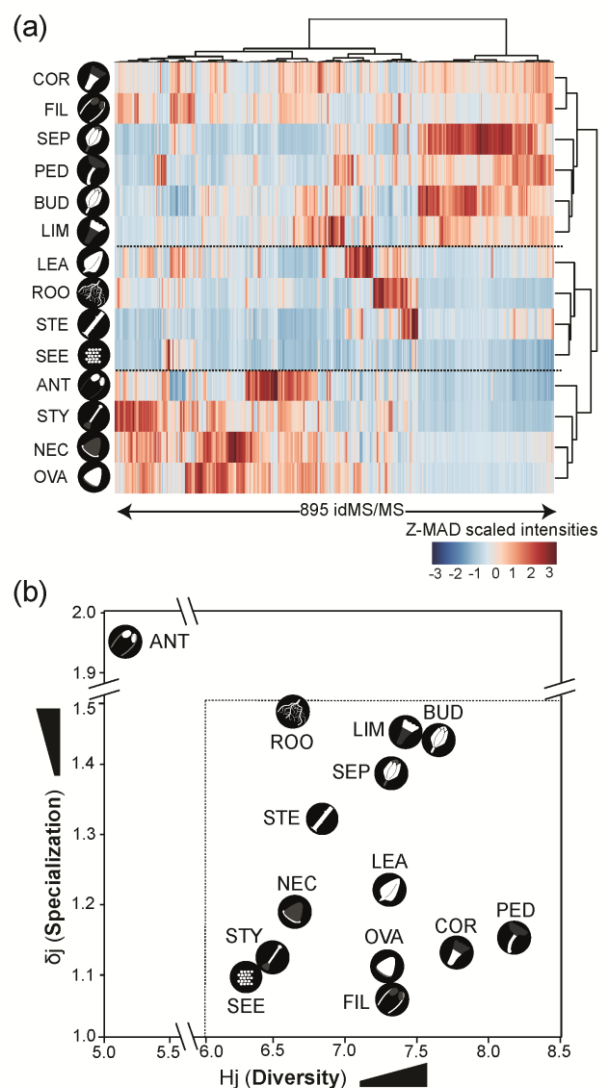 (a)
COR
FIL
SEP
PED
BUD
LIM
LEA
ROO
STE
SEE
ANT
STY
NEC
OVA
895 idMS/MS
Z-MAD scaled intensities
-3 -2 -1 0 1 2 3
(b)
2.0
ANT
1.9
1.5
ROO
LIM
BUD
1.4
SEP
STE
1.3
LEA
1.2
NEC
STY
OVA
COR
PED
1.1
SEE
FIL
1.0
5.0 5.5 6.0 6.5 7.0 7.5 8.0 8.5
δj (Specialization)
Hj (Diversity)